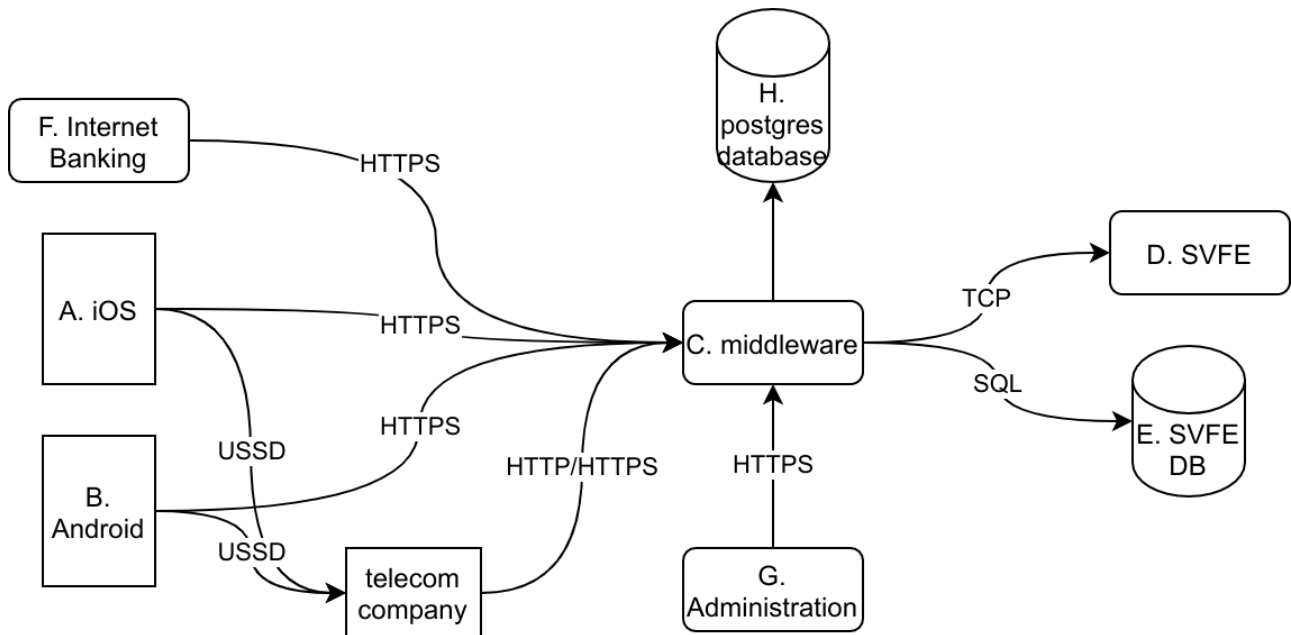 H.
postgres
database
F. Internet
Banking
HTTPS
D. SVFE
A. iOS
HTTPS
TCP
C. middleware
SQL
HTTPS
E. SVFE
DB
USSD
HTTP/HTTPS
HTTPS
B.
Android
USSD
telecom
company
G.
Administration